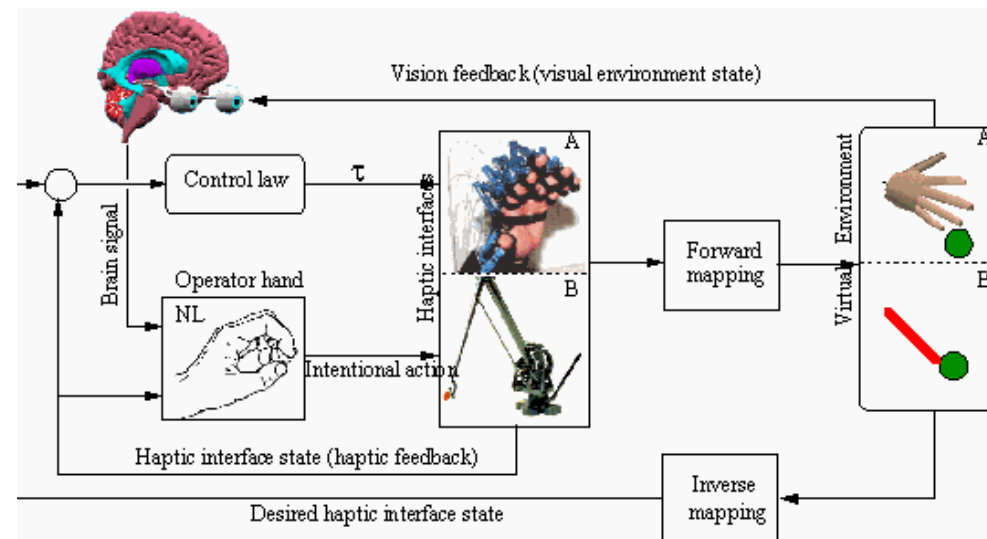 Vision feedback (visual environment state)
Control law
τ
A
A
Haptic interfaces
Forward
mapping
Virtual Environment
Brain signal
Operator hand
NL
Intentional action
B
B
Haptic interface state (haptic feedback)
Desired haptic interface state
Inverse
mapping